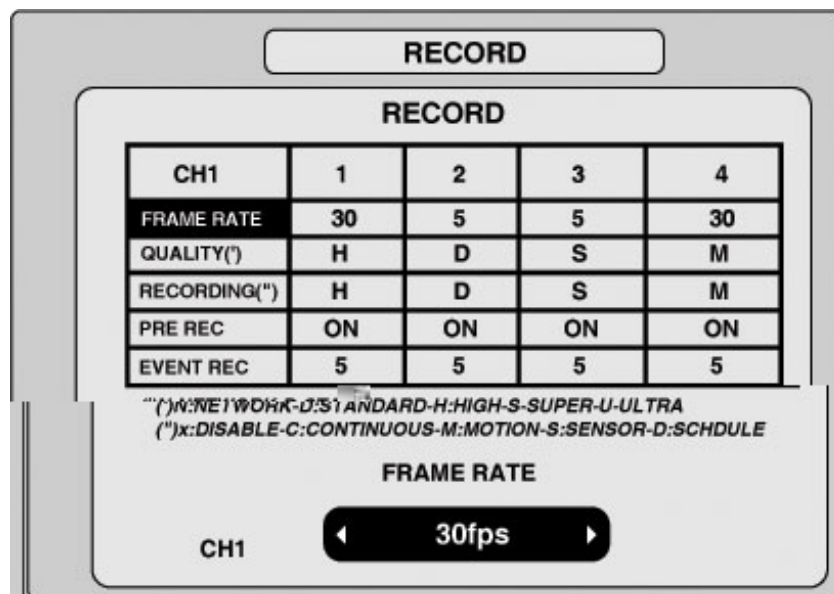 RECORD
RECORD
CH1 1 2 3 4
FRAME RATE 30 5 5 30
QUALITY(') H D S M
RECORDING(") H D S M
PRE REC ON ON ON ON
EVENT REC 5 5 5 5
(')N:NETWORK-D:STANDARD-H:HIGH-S-SUPER-U-ULTRA
(")x:DISABLE-C:CONTINUOUS-M:MOTION-S:SENSOR-D:SCHDULE
FRAME RATE
CH1 30fps